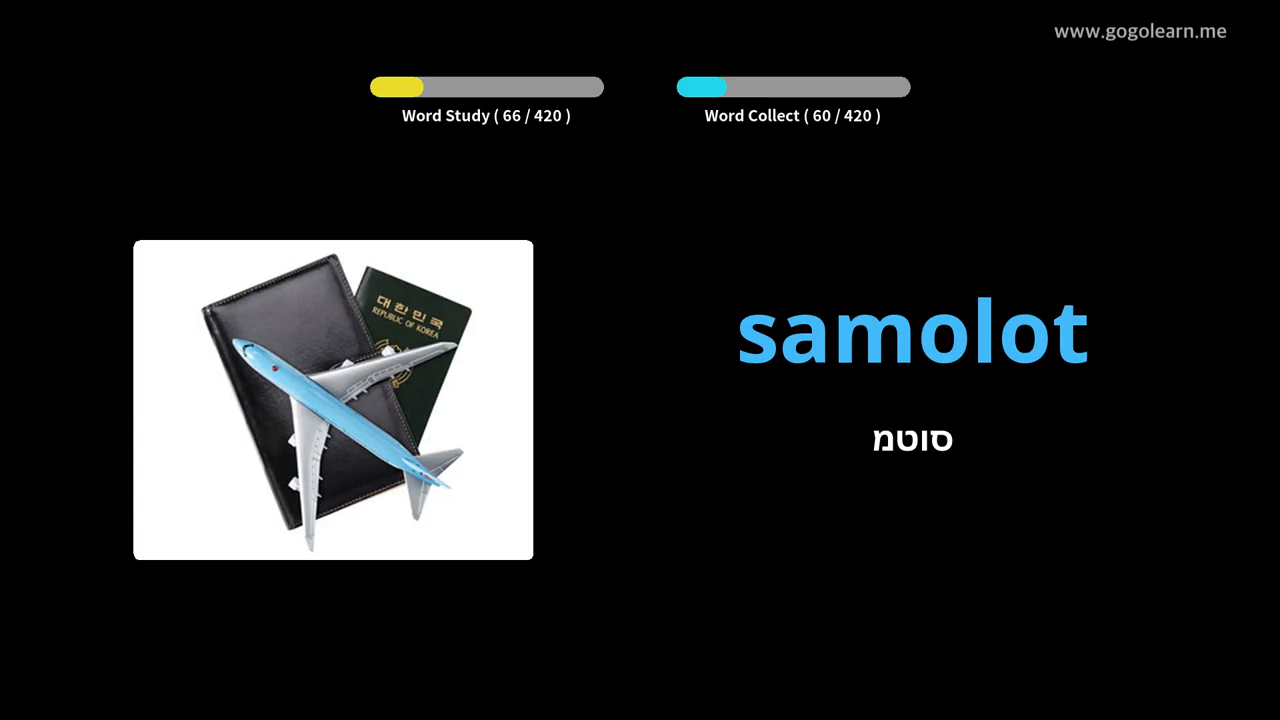 www.gogolearn.me
Word Study ( 66 / 420 )
Word Collect ( 60 / 420 )
대한민국
REPUBLIC OF KOREA
samolot
סוטמ